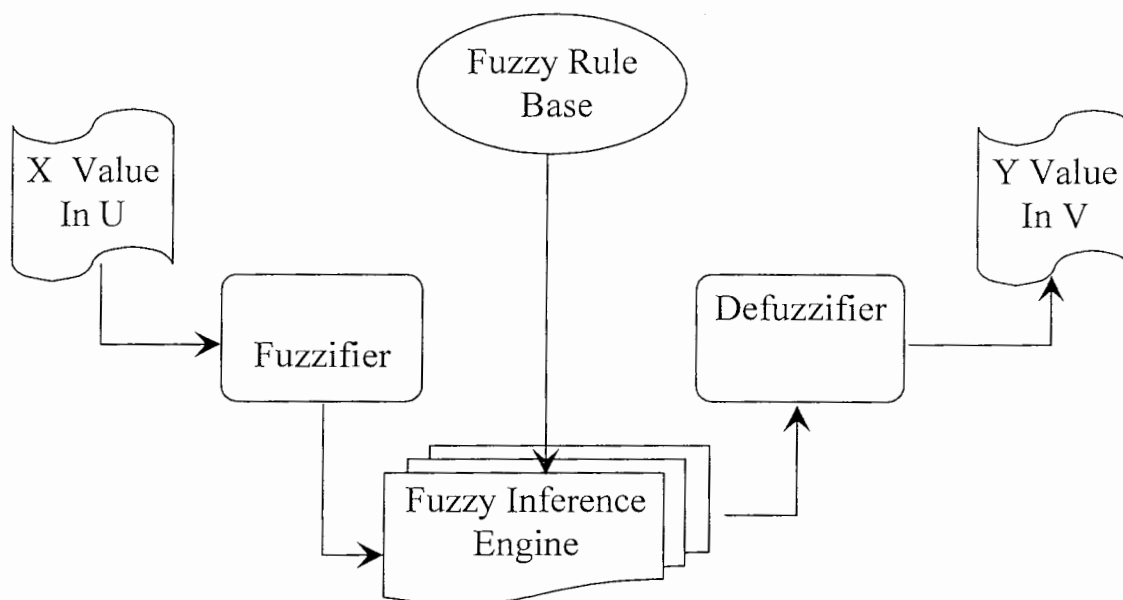 Fuzzy Rule
Base
X Value
In U
Y Value
In V
Fuzzifier
Defuzzifier
Fuzzy Inference
Engine